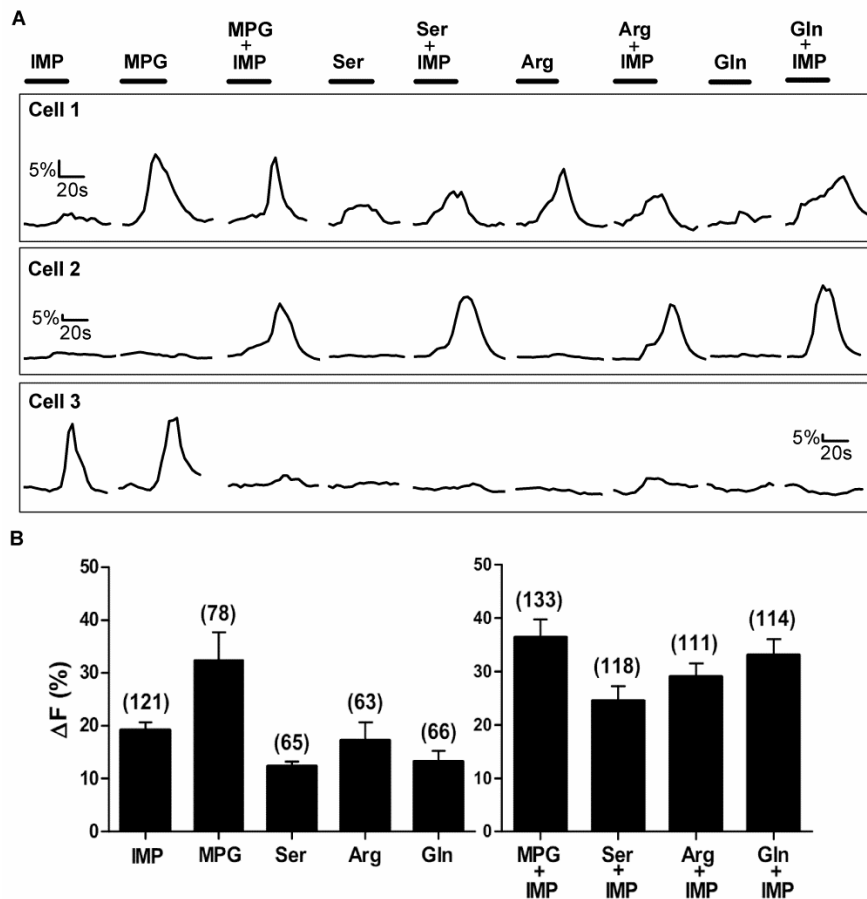 A
IMP MPG MPG + IMP Ser Ser + IMP Arg Arg + IMP Gln Gln + IMP
Cell 1
5%
20s
Cell 2
5%
20s
Cell 3
5%
20s
B
ΔF (%)
50
40
30
20
10
0
(121)
(78)
(65)
(63)
(66)
IMP MPG Ser Arg Gln
50
40
30
20
10
0
(133)
(118)
(111)
(114)
MPG Ser Arg Gln
+ + + +
IMP IMP IMP IMP